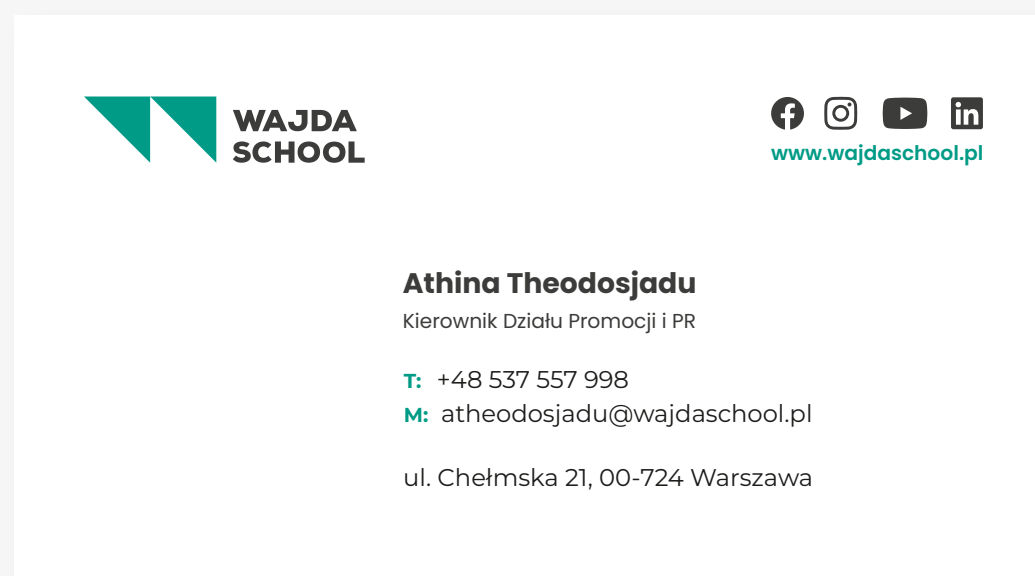 WAJDA
SCHOOL
www.wajdaschool.pl
Athina Theodosjadu
Kierownik Działu Promocji i PR
T: +48 537 557 998
M: atheodosjadu@wajdaschool.pl
ul. Chełmska 21, 00-724 Warszawa